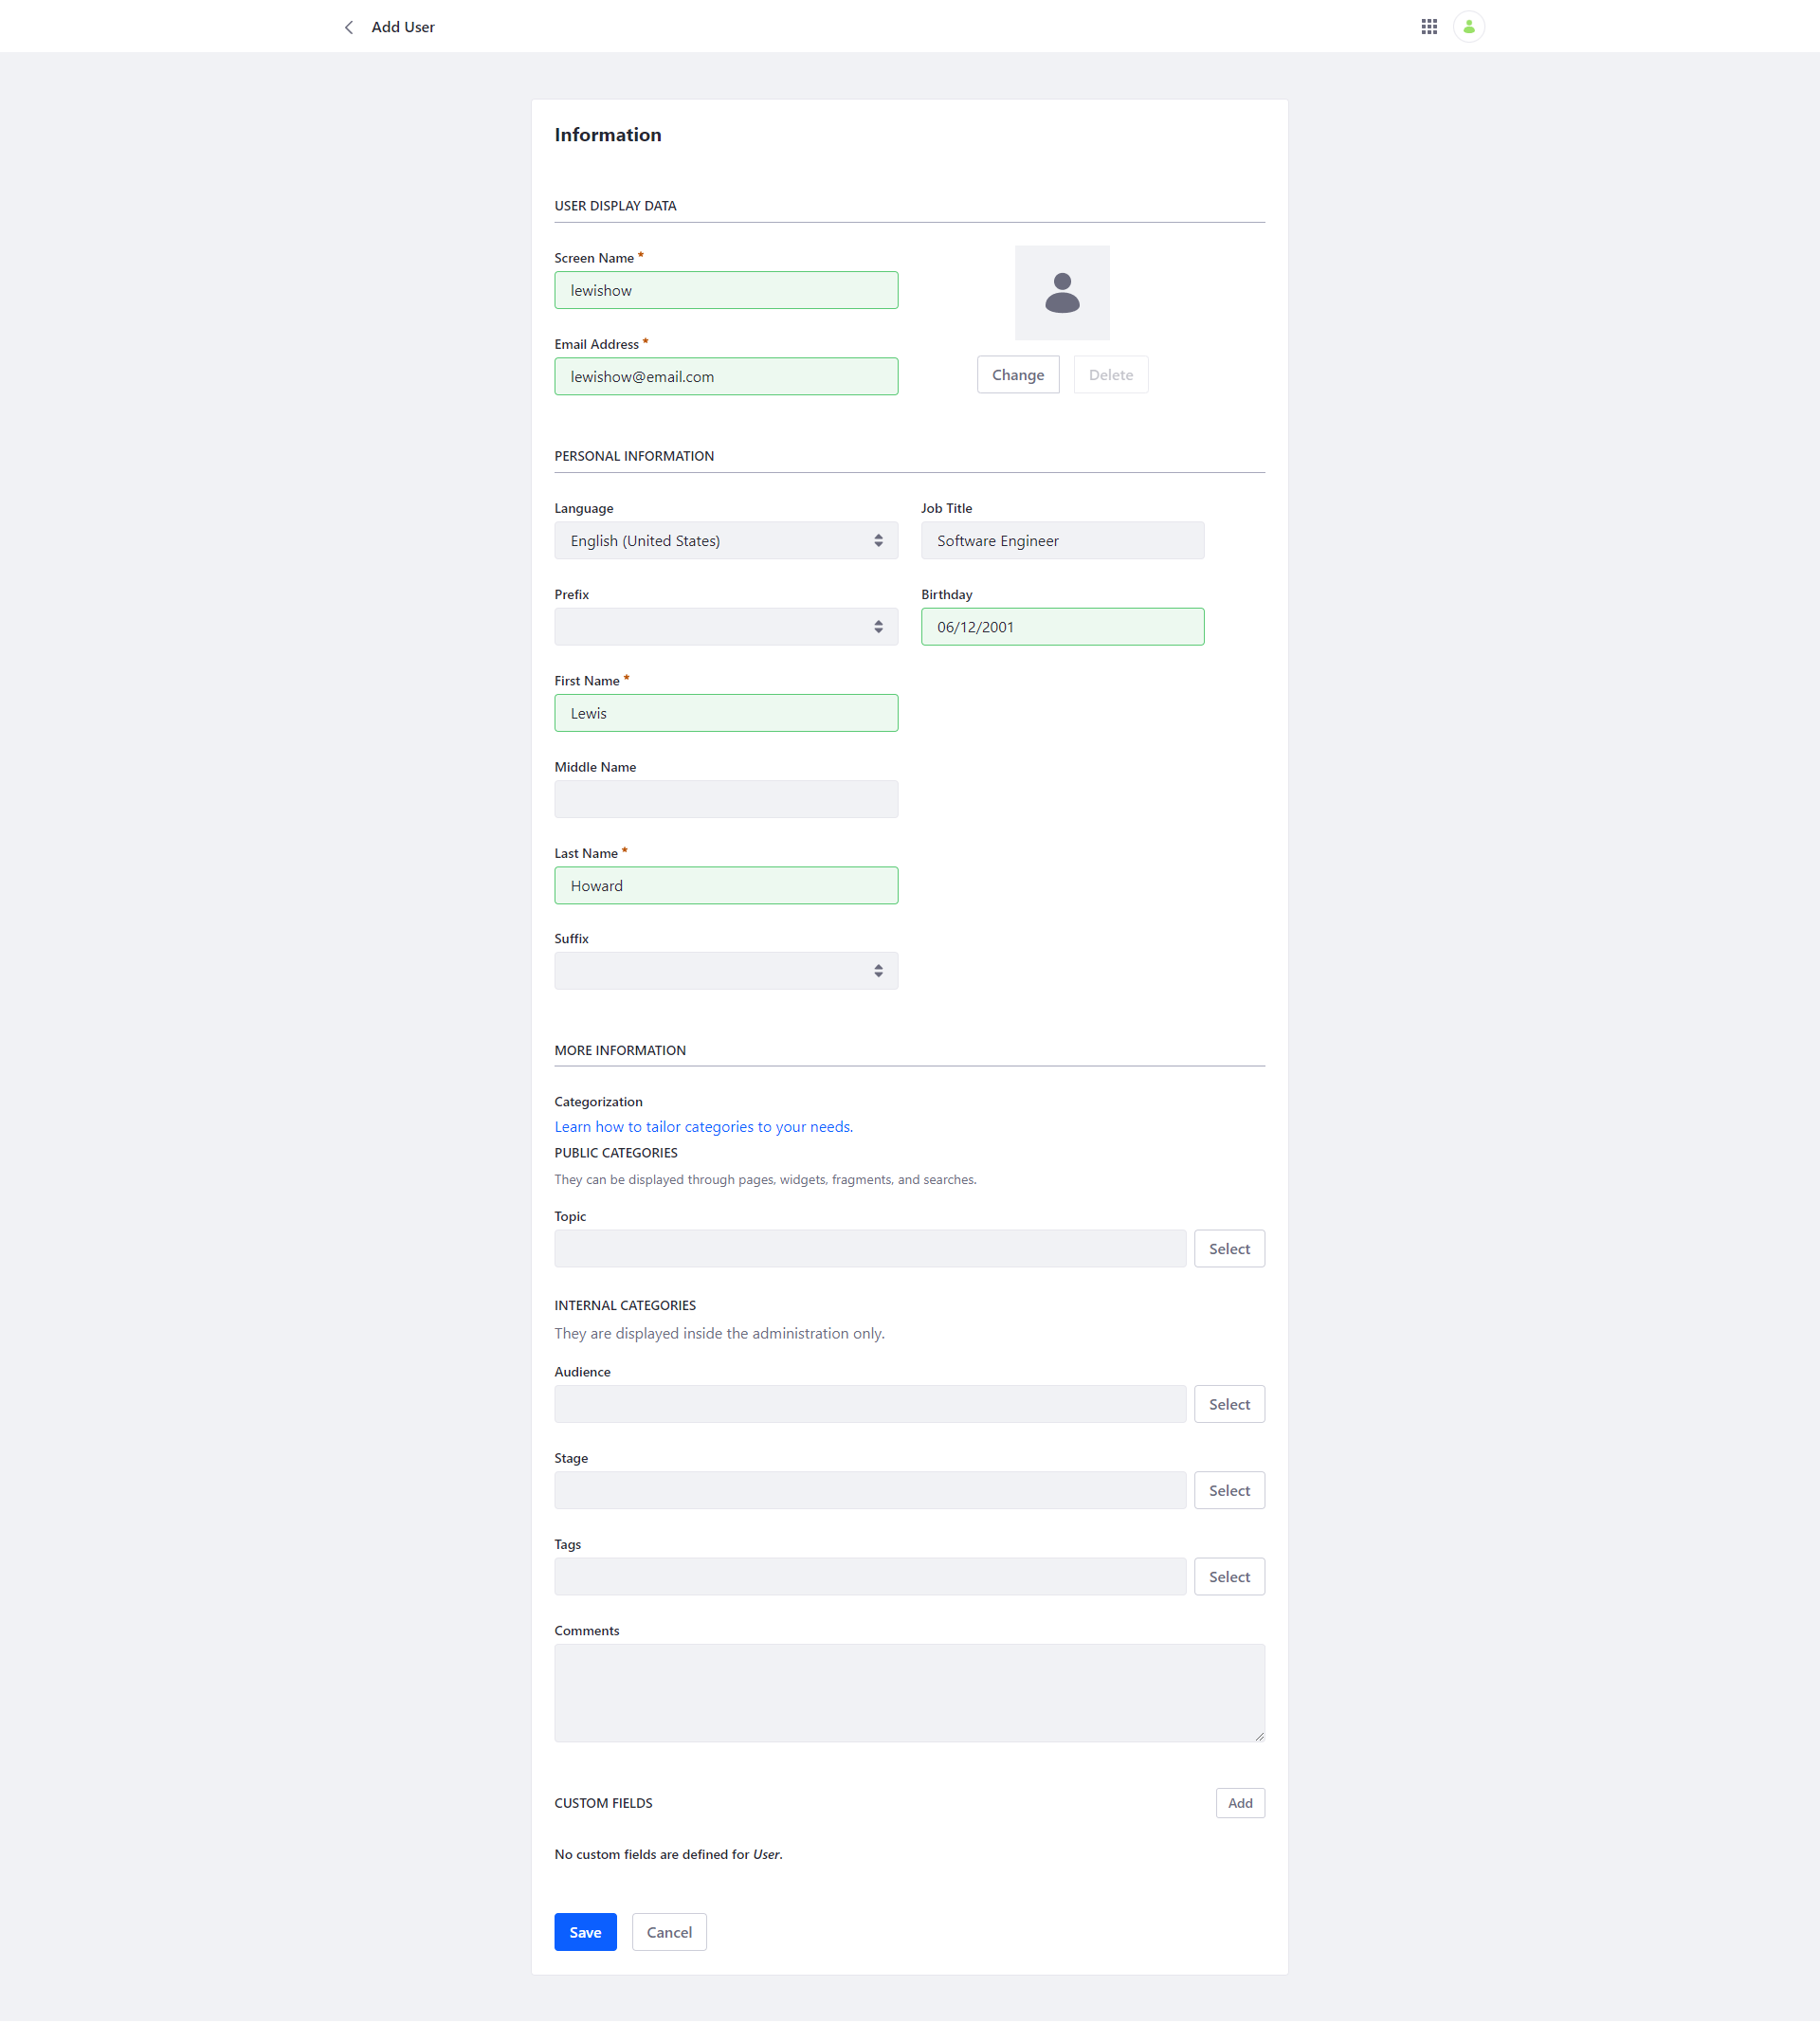 Add User
Information
USER DISPLAY DATA
Screen Name *
lewishow
Email Address *
lewishow@email.com
Change
Delete
PERSONAL INFORMATION
Language
English (United States)
Job Title
Software Engineer
Prefix
Birthday
06/12/2001
First Name *
Lewis
Middle Name
Last Name *
Howard
Suffix
MORE INFORMATION
Categorization
Learn how to tailor categories to your needs.
PUBLIC CATEGORIES
They can be displayed through pages, widgets, fragments, and searches.
Topic
Select
INTERNAL CATEGORIES
They are displayed inside the administration only.
Audience
Select
Stage
Select
Tags
Select
Comments
CUSTOM FIELDS
Add
No custom fields are defined for User.
Save
Cancel